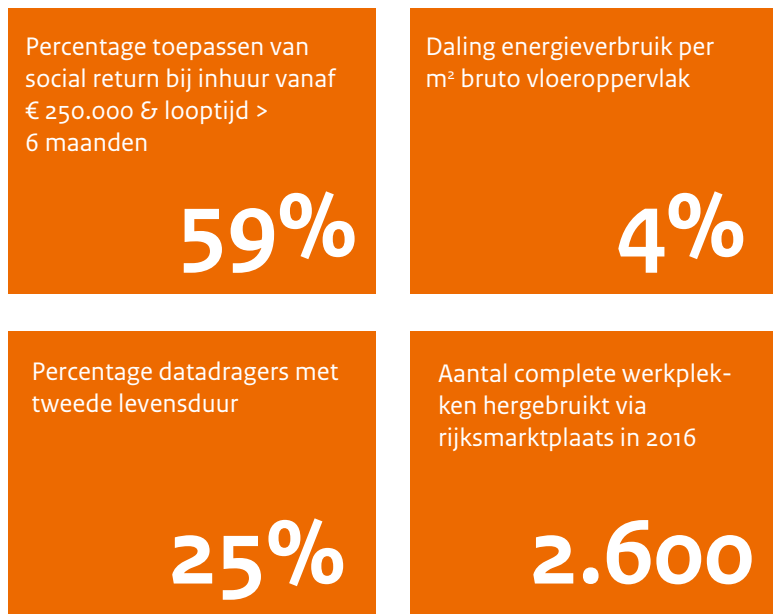 Percentage toepassen van
social return bij inhuur vanaf
€ 250.000 & looptijd >
6 maanden
59%
Daling energieverbruik per
m² bruto vloeroppervlak
4%
Percentage datadragers met
tweede levensduur
25%
Aantal complete werkplek-
ken hergebruikt via
rijksmarktplaats in 2016
2.600